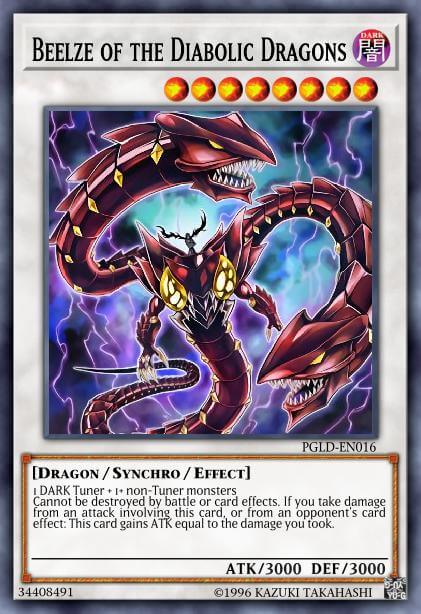 BEELZE OF THE DIABOLIC DRAGONS
DARK
闇
PGLD-EN016
[DRAGON / SYNCHRO / EFFECT]
1 DARK Tuner + 1+ non-Tuner monsters
Cannot be destroyed by battle or card effects. If you take damage
from an attack involving this card, or from an opponent's card
effect: This card gains ATK equal to the damage you took.
ATK/3000 DEF/3000
34408491
©1996 KAZUKI TAKAHASHI